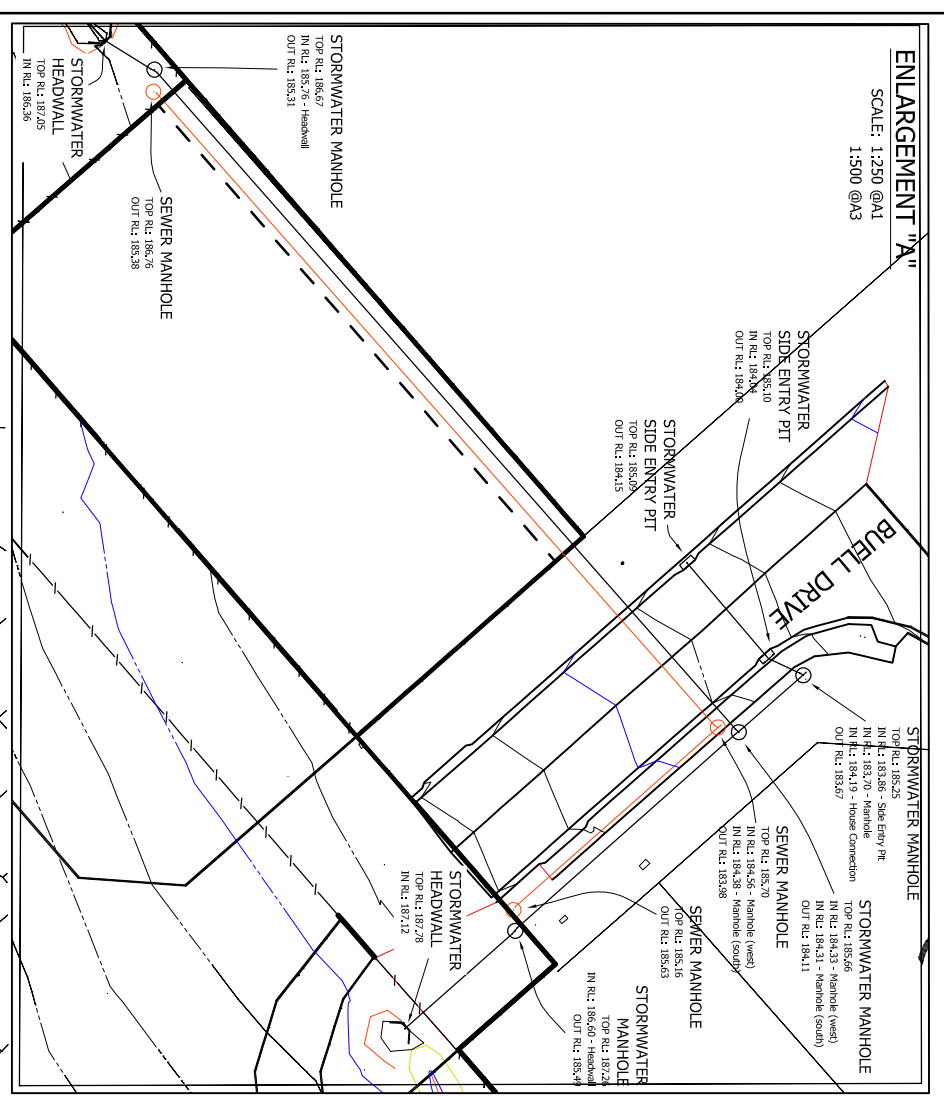 ENLARGEMENT "A"
SCALE: 1:250 @A1
1:500 @A3
STORMWATER MANHOLE
TOP RL: 186.67
IN RL: 185.76 - Headwall
OUT RL: 185.31
STORMWATER
HEADWALL
TOP RL: 187.05
IN RL: 186.36
SEWER MANHOLE
TOP RL: 186.76
OUT RL: 185.38
STORMWATER
SIDE ENTRY PIT
TOP RL: 185.10
IN RL: 184.04
OUT RL: 184.00
STORMWATER
SIDE ENTRY PIT
TOP RL: 185.09
OUT RL: 184.15
BUELL DRIVE
STORMWATER MANHOLE
TOP RL: 185.25
IN RL: 183.86 - Side Entry Pit
IN RL: 183.70 - Manhole
IN RL: 184.19 - House Connection
OUT RL: 183.67
STORMWATER MANHOLE
TOP RL: 185.66
IN RL: 184.33 - Manhole (west)
IN RL: 184.31 - Manhole (south)
OUT RL: 184.11
SEWER MANHOLE
TOP RL: 185.70
IN RL: 184.56 - Manhole (west)
IN RL: 184.38 - Manhole (south)
OUT RL: 183.98
SEWER MANHOLE
TOP RL: 185.16
OUT RL: 185.63
STORMWATER
MANHOLE
TOP RL: 187.26
IN RL: 186.60 - Headwall
OUT RL: 185.49
STORMWATER
HEADWALL
TOP RL: 187.78
IN RL: 187.12